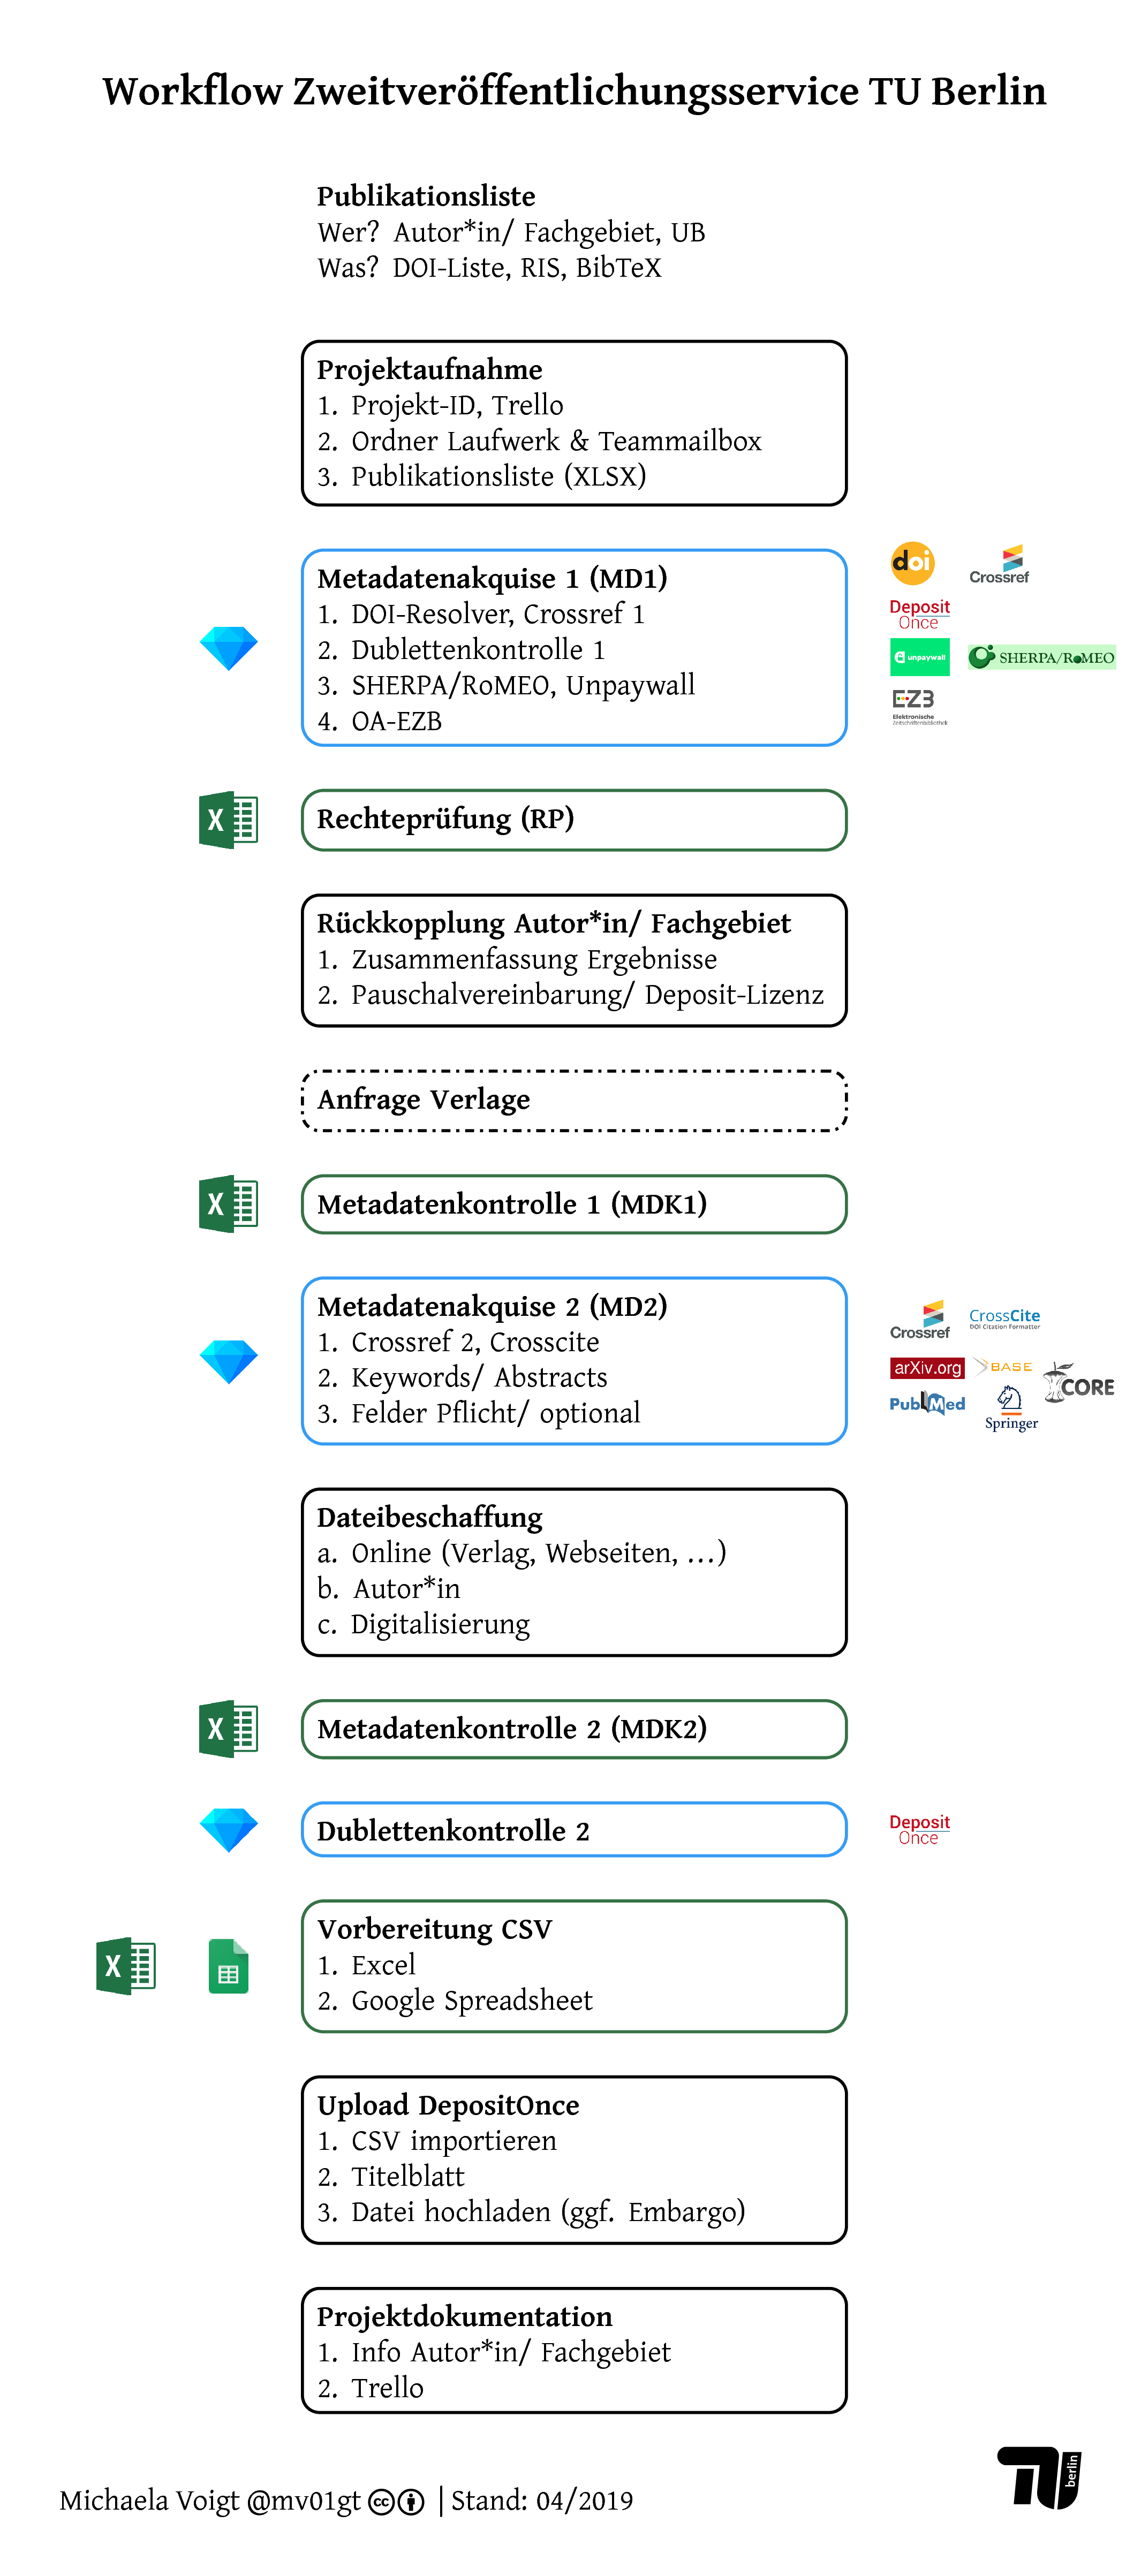 Workflow Zweitveröffentlichungsservice TU Berlin
Publikationsliste
Wer? Autor*in/ Fachgebiet, UB
Was? DOI-Liste, RIS, BibTeX
Projektaufnahme
1. Projekt-ID, Trello
2. Ordner Laufwerk & Teammailbox
3. Publikationsliste (XLSX)
Metadatenakquise 1 (MD1)
1. DOI-Resolver, Crossref 1
2. Dublettenkontrolle 1
3. SHERPA/RoMEO, Unpaywall
4. OA-EZB
doi
Crossref
Deposit
Once
unpaywall
SHERPA/RoMEO
EZB
Elektronische
Zeitschriftenbibliothek
X
Rechteprüfung (RP)
Rückkopplung Autor*in/ Fachgebiet
1. Zusammenfassung Ergebnisse
2. Pauschalvereinbarung/ Deposit-Lizenz
Anfrage Verlage
X
Metadatenkontrolle 1 (MDK1)
Metadatenakquise 2 (MD2)
1. Crossref 2, Crosscite
2. Keywords/ Abstracts
3. Felder Pflicht/ optional
Crossref
CrossCite
DOI Citation Formatter
arXiv.org
BASE
CORE
PubMed
Springer
Dateibeschaffung
a. Online (Verlag, Webseiten, ...)
b. Autor*in
c. Digitalisierung
X
Metadatenkontrolle 2 (MDK2)
Dublettenkontrolle 2
Deposit
Once
X
Vorbereitung CSV
1. Excel
2. Google Spreadsheet
Upload DepositOnce
1. CSV importieren
2. Titelblatt
3. Datei hochladen (ggf. Embargo)
Projektdokumentation
1. Info Autor*in/ Fachgebiet
2. Trello
TU berlin
Michaela Voigt @mv01gt cc | Stand: 04/2019